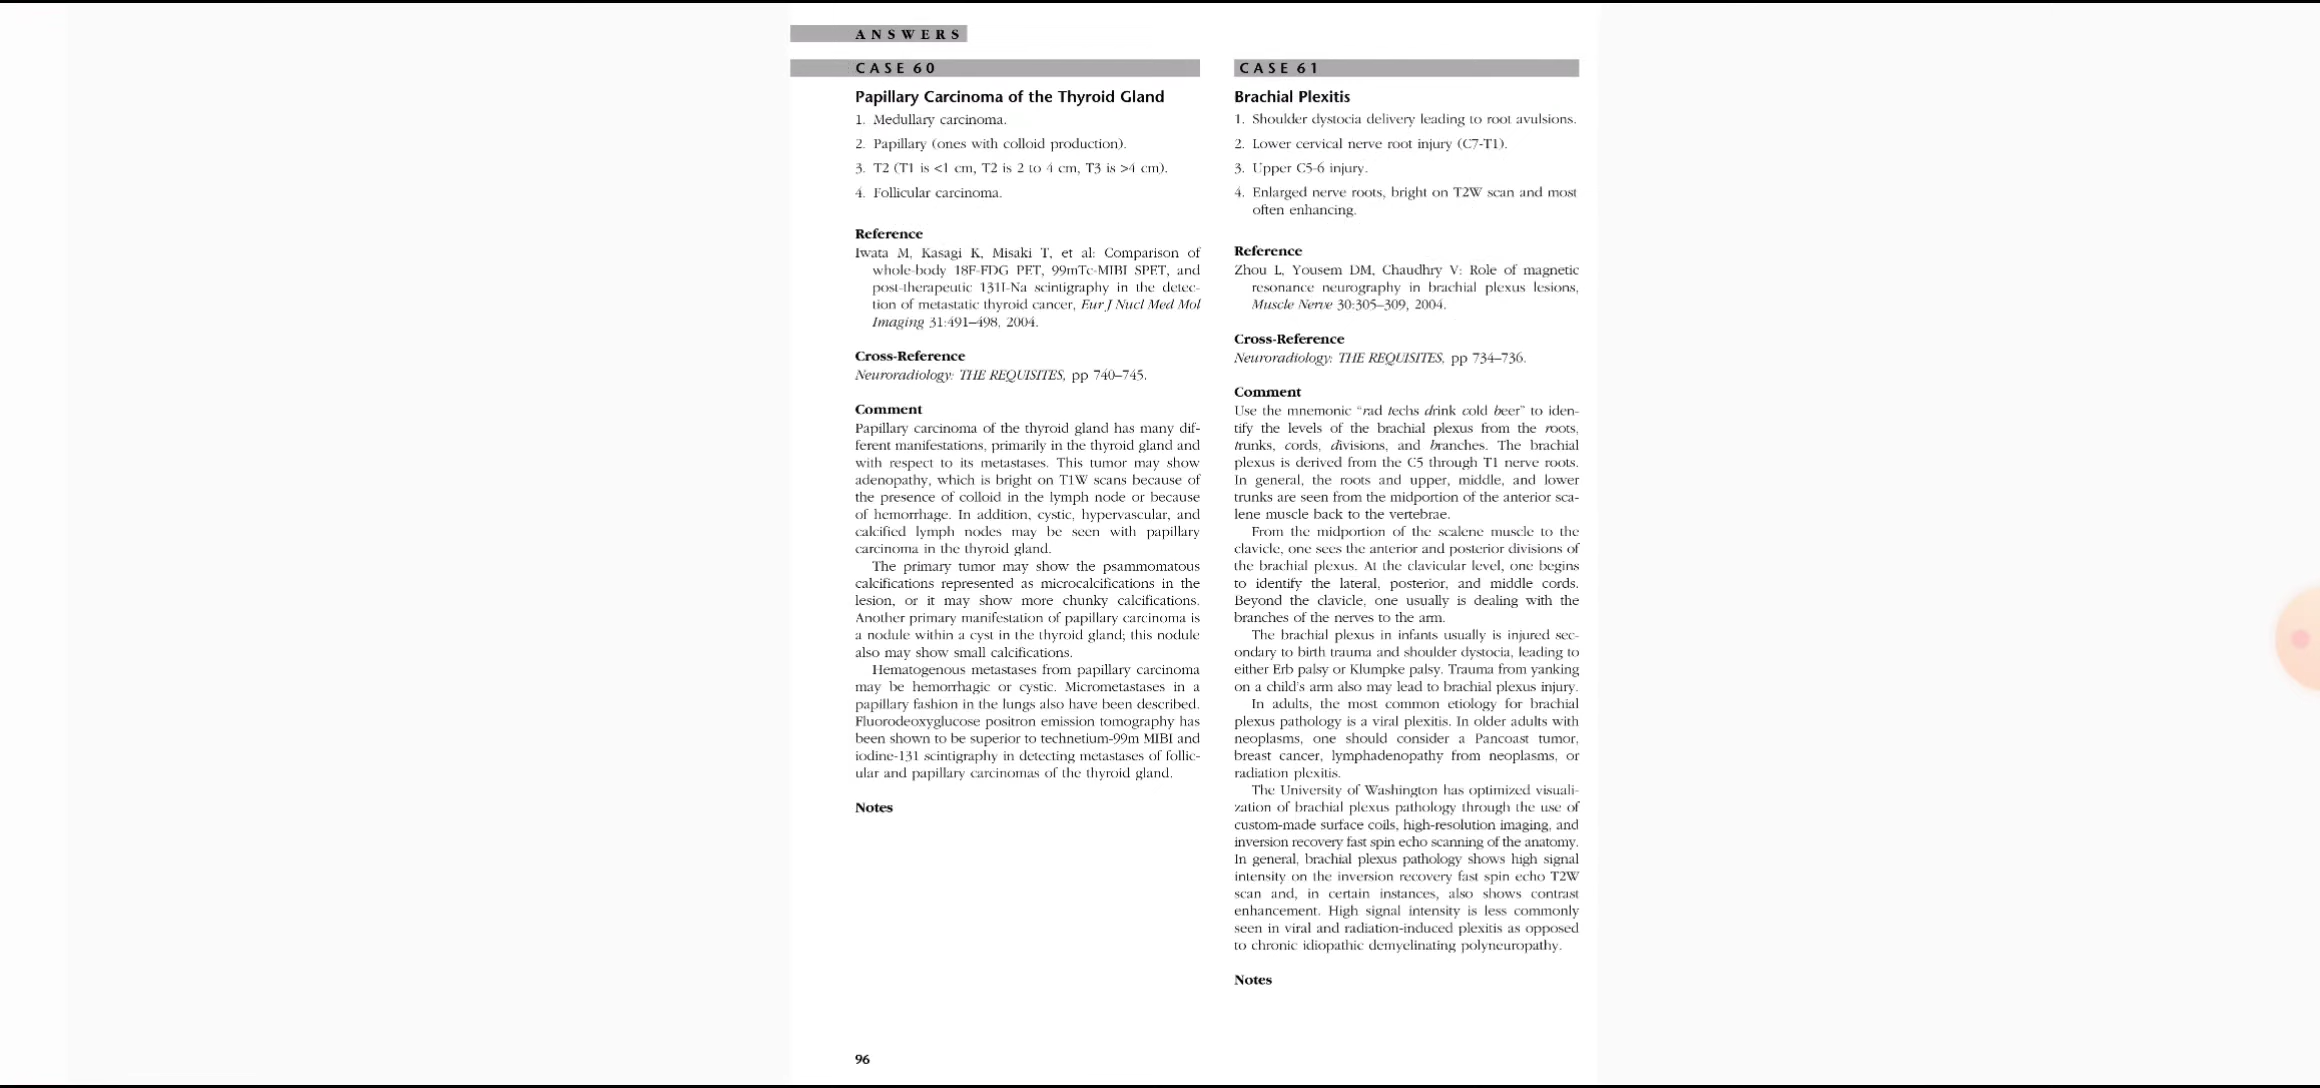 ANSWERS
CASE 60
Papillary Carcinoma of the Thyroid Gland
1. Medullary carcinoma.
2. Papillary (ones with colloid production).
3. T2 (T1 is <1 cm, T2 is 2 to 4 cm, T3 is >4 cm).
4. Follicular carcinoma.
Reference
Iwata M, Kasagi K, Misaki T, et al: Comparison of
whole-body 18F-FDG PET, 99mTc-MIBI SPET, and
post-therapeutic 131I-Na scintigraphy in the detec-
tion of metastatic thyroid cancer, Eur J Nucl Med Mol
Imaging 31:491–498, 2004.
Cross-Reference
Neuroradiology: THE REQUISITES, pp 740–745.
Comment
Papillary carcinoma of the thyroid gland has many dif-
ferent manifestations, primarily in the thyroid gland and
with respect to its metastases. This tumor may show
adenopathy, which is bright on T1W scans because of
the presence of colloid in the lymph node or because
of hemorrhage. In addition, cystic, hypervascular, and
calcified lymph nodes may be seen with papillary
carcinoma in the thyroid gland.
The primary tumor may show the psammomatous
calcifications represented as microcalcifications in the
lesion, or it may show more chunky calcifications.
Another primary manifestation of papillary carcinoma is
a nodule within a cyst in the thyroid gland; this nodule
also may show small calcifications.
Hematogenous metastases from papillary carcinoma
may be hemorrhagic or cystic. Micrometastases in a
papillary fashion in the lungs also have been described.
Fluorodeoxyglucose positron emission tomography has
been shown to be superior to technetium-99m MIBI and
iodine-131 scintigraphy in detecting metastases of follic-
ular and papillary carcinomas of the thyroid gland.
Notes
CASE 61
Brachial Plexitis
1. Shoulder dystocia delivery leading to root avulsions.
2. Lower cervical nerve root injury (C7-T1).
3. Upper C5-6 injury.
4. Enlarged nerve roots, bright on T2W scan and most
often enhancing.
Reference
Zhou L, Yousem DM, Chaudhry V: Role of magnetic
resonance neurography in brachial plexus lesions,
Muscle Nerve 30:305–309, 2004.
Cross-Reference
Neuroradiology: THE REQUISITES, pp 734–736.
Comment
Use the mnemonic “rad techs drink cold beer” to iden-
tify the levels of the brachial plexus from the roots,
trunks, cords, divisions, and branches. The brachial
plexus is derived from the C5 through T1 nerve roots.
In general, the roots and upper, middle, and lower
trunks are seen from the midportion of the anterior sca-
lene muscle back to the vertebrae.
From the midportion of the scalene muscle to the
clavicle, one sees the anterior and posterior divisions of
the brachial plexus. At the clavicular level, one begins
to identify the lateral, posterior, and middle cords.
Beyond the clavicle, one usually is dealing with the
branches of the nerves to the arm.
The brachial plexus in infants usually is injured sec-
ondary to birth trauma and shoulder dystocia, leading to
either Erb palsy or Klumpke palsy. Trauma from yanking
on a child's arm also may lead to brachial plexus injury.
In adults, the most common etiology for brachial
plexus pathology is a viral plexitis. In older adults with
neoplasms, one should consider a Pancoast tumor,
breast cancer, lymphadenopathy from neoplasms, or
radiation plexitis.
The University of Washington has optimized visuali-
zation of brachial plexus pathology through the use of
custom-made surface coils, high-resolution imaging, and
inversion recovery fast spin echo scanning of the anatomy.
In general, brachial plexus pathology shows high signal
intensity on the inversion recovery fast spin echo T2W
scan and, in certain instances, also shows contrast
enhancement. High signal intensity is less commonly
seen in viral and radiation-induced plexitis as opposed
to chronic idiopathic demyelinating polyneuropathy.
Notes
96